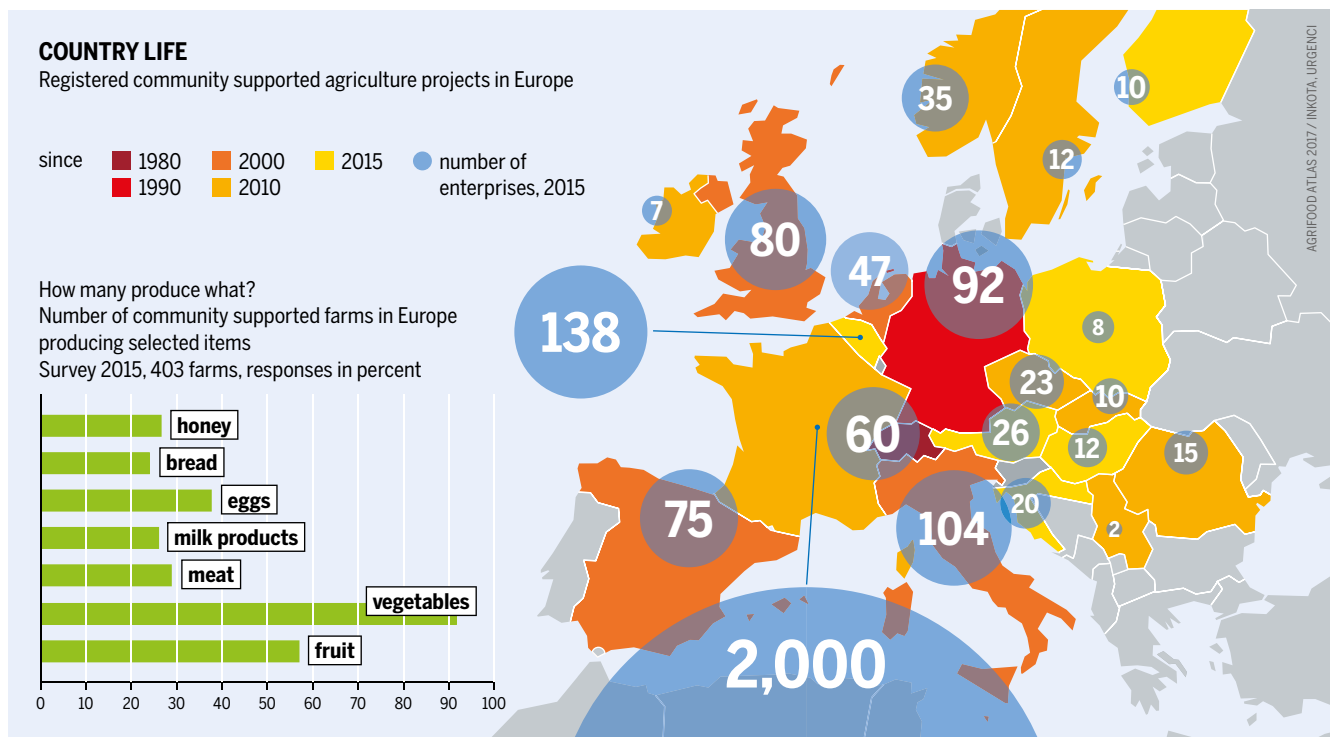 COUNTRY LIFE
Registered community supported agriculture projects in Europe
since
1980
1990
2000
2010
2015
number of
enterprises, 2015
How many produce what?
Number of community supported farms in Europe
producing selected items
Survey 2015, 403 farms, responses in percent
honey
bread
eggs
milk products
meat
vegetables
fruit
0 10 20 30 40 50 60 70 80 90 100
35
10
12
7
80
47
92
138
8
23
10
60
26
12
15
75
104
20
2
2,000
AGRIFOOD ATLAS 2017 / INKOTA, URGENCI